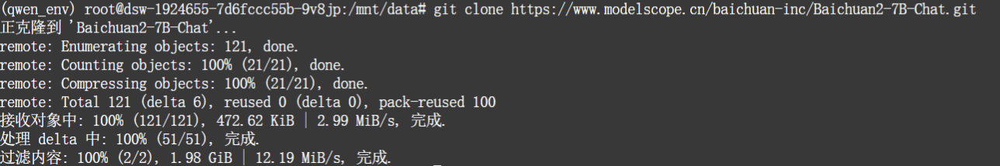 (qwen_env) root@dsw-1924655-7d6fccc55b-9v8jp:/mnt/data# git clone https://www.modelscope.cn/baichuan-inc/Baichuan2-7B-Chat.git
正克隆到 'Baichuan2-7B-Chat'...
remote: Enumerating objects: 121, done.
remote: Counting objects: 100% (21/21), done.
remote: Compressing objects: 100% (21/21), done.
remote: Total 121 (delta 6), reused 0 (delta 0), pack-reused 100
接收对象中: 100% (121/121), 472.62 KiB | 2.99 MiB/s, 完成.
处理 delta 中: 100% (51/51), 完成.
过滤内容: 100% (2/2), 1.98 GiB | 12.19 MiB/s, 完成.